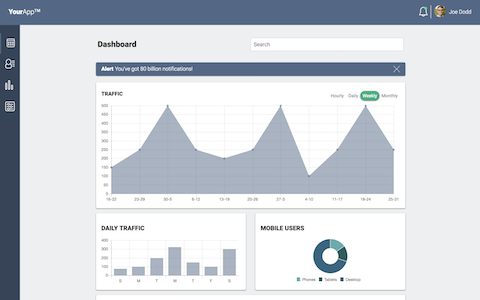 YourApp™
Joe Dodd
Dashboard
Search
Alert You've got 80 billion notifications!
TRAFFIC
Hourly Daily Weekly Monthly
500
450
400
350
300
250
200
150
100
50
0
16-22 23-29 30-5 6-12 13-19 20-26 27-3 4-10 11-17 18-24 25-31
DAILY TRAFFIC
350
300
250
200
150
100
50
0
S M T W T F S
MOBILE USERS
Phones Tablets Desktop